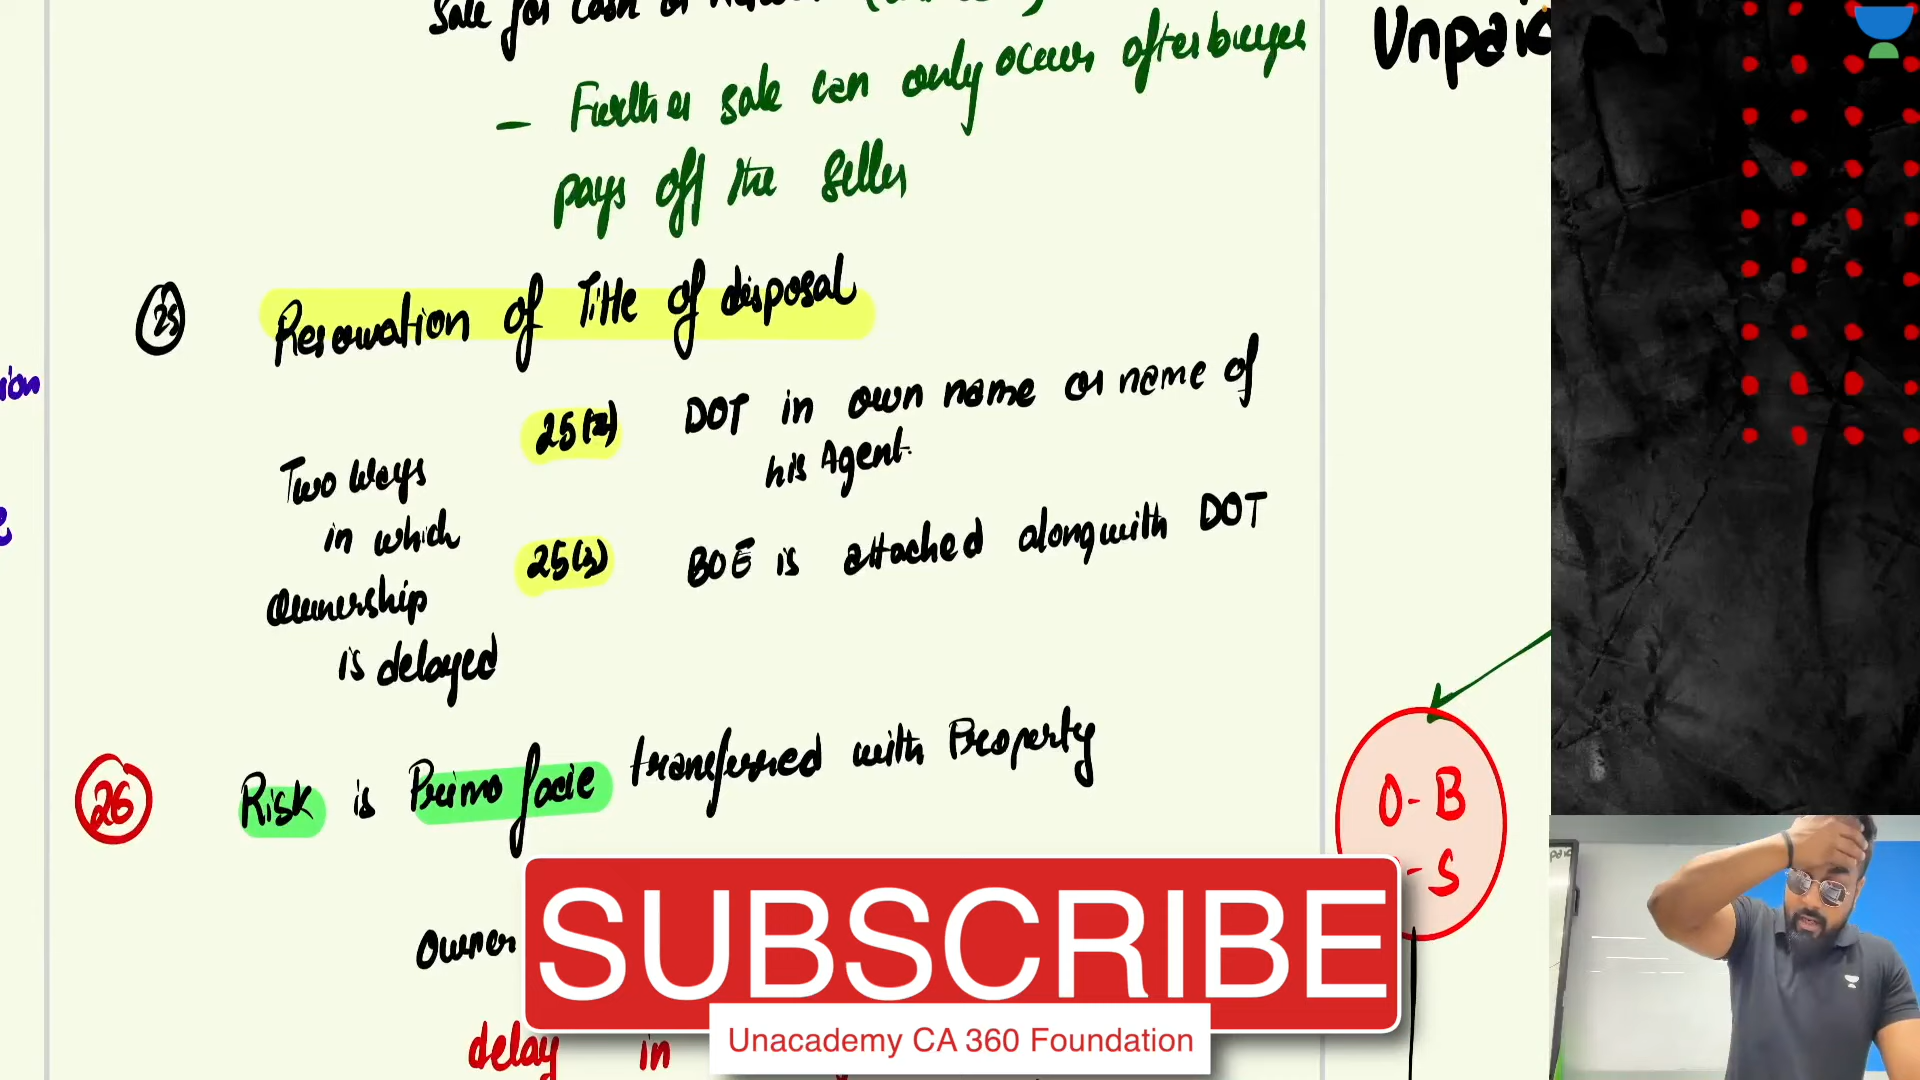 Sale for Cash or
- Further sale can only occur after buyer
pays off the seller
Unpaid
25 Reservation of Title of disposal
25(2) DOT in own name or name of
his Agent.
Two ways
in which
ownership
is delayed
25(3) BOE is attached alongwith DOT
26 Risk is Prima facie transferred with Property
O - B
- S
owner
SUBSCRIBE
Unacademy CA 360 Foundation
delay in